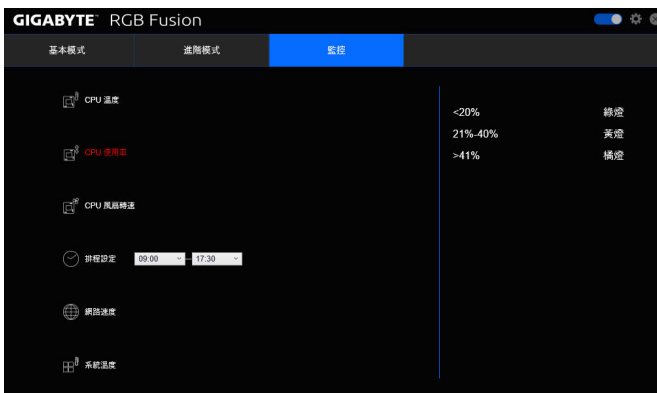 GIGABYTE™ RGB Fusion
基本模式 進階模式 監控
CPU 溫度
CPU 使用率
CPU 風扇轉速
排程設定 09:00 – 17:30
網路速度
系統溫度
<20% 綠燈
21%-40% 黃燈
>41% 橘燈